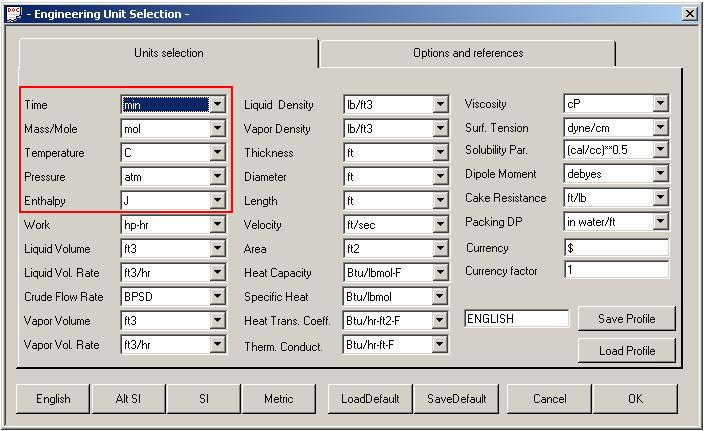 DOC - Engineering Unit Selection -
Units selection
Options and references
Time min
Mass/Mole mol
Temperature C
Pressure atm
Enthalpy J
Work hp-hr
Liquid Volume ft3
Liquid Vol. Rate ft3/hr
Crude Flow Rate BPSD
Vapor Volume ft3
Vapor Vol. Rate ft3/hr
Liquid Density lb/ft3
Vapor Density lb/ft3
Thickness ft
Diameter ft
Length ft
Velocity ft/sec
Area ft2
Heat Capacity Btu/lbmol-F
Specific Heat Btu/lbmol
Heat Trans. Coeff. Btu/hr-ft2-F
Therm. Conduct. Btu/hr-ft-F
Viscosity cP
Surf. Tension dyne/cm
Solubility Par. (cal/cc)**0.5
Dipole Moment debyes
Cake Resistance ft/lb
Packing DP in water/ft
Currency $
Currency factor 1
ENGLISH Save Profile
Load Profile
English Alt SI SI Metric LoadDefault SaveDefault Cancel OK